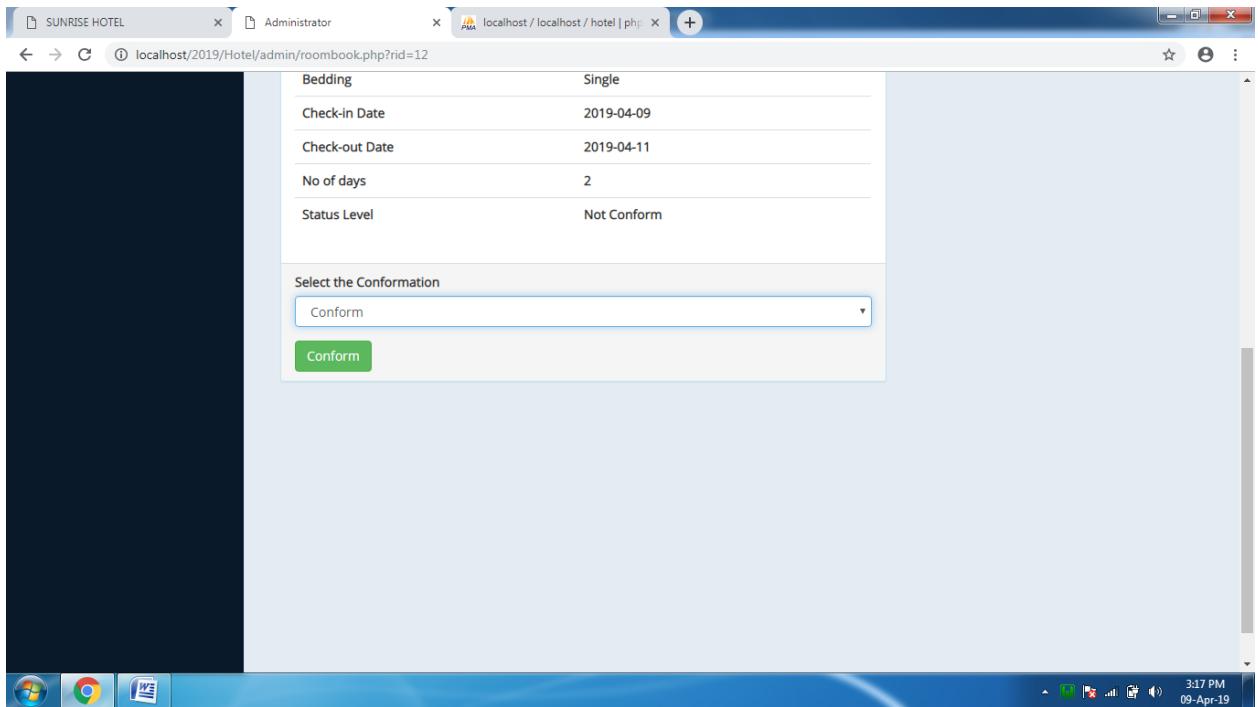 SUNRISE HOTEL
Administrator
PMA localhost / localhost / hotel | php
localhost/2019/Hotel/admin/roombook.php?rid=12
Bedding Single
Check-in Date 2019-04-09
Check-out Date 2019-04-11
No of days 2
Status Level Not Conform
Select the Conformation
Conform
Conform
3:17 PM
09-Apr-19